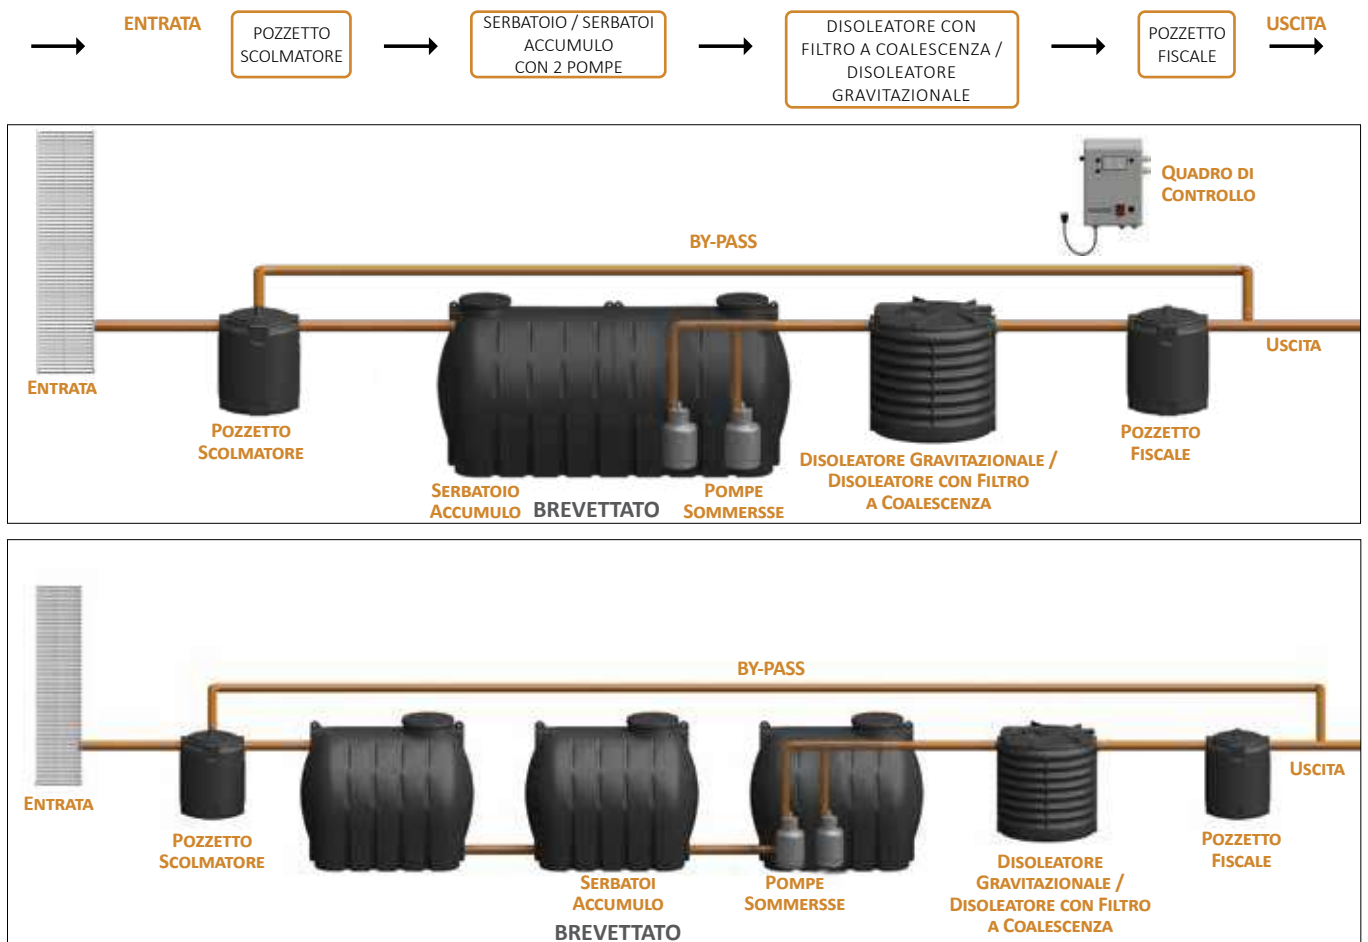 ENTRATA
POZZETTO
SCOLMATORE
SERBATOIO / SERBATOI
ACCUMULO
CON 2 POMPE
DISOLEATORE CON
FILTRO A COALESCENZA /
DISOLEATORE
GRAVITAZIONALE
POZZETTO
FISCALE
USCITA
QUADRO DI
CONTROLLO
BY-PASS
ENTRATA
POZZETTO
SCOLMATORE
SERBATOIO
ACCUMULO
BREVETTATO
POMPE
SOMMERSSE
DISOLEATORE GRAVITAZIONALE /
DISOLEATORE CON FILTRO
A COALESCENZA
POZZETTO
FISCALE
USCITA
BY-PASS
ENTRATA
POZZETTO
SCOLMATORE
SERBATOI
ACCUMULO
BREVETTATO
POMPE
SOMMERSSE
DISOLEATORE
GRAVITAZIONALE /
DISOLEATORE CON FILTRO
A COALESCENZA
POZZETTO
FISCALE
USCITA